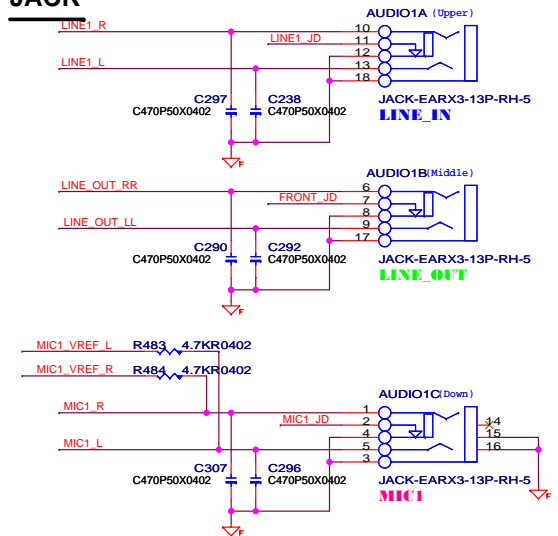 JACK
AUDIO1A (Upper)
LINE1_R
10
LINE1_JD
11
12
LINE1_L
13
18
C297
C470P50X0402
C238
C470P50X0402
JACK-EARX3-13P-RH-5
LINE_IN
F
AUDIO1B (Middle)
LINE_OUT_RR
6
FRONT_JD
7
8
LINE_OUT_LL
9
17
C290
C470P50X0402
C292
C470P50X0402
JACK-EARX3-13P-RH-5
LINE_OUT
F
MIC1_VREF_L
R483 4.7KR0402
MIC1_VREF_R
R484 4.7KR0402
AUDIO1C (Down)
MIC1_R
1
14
MIC1_JD
2
15
4
MIC1_L
5
16
3
C307
C470P50X0402
C296
C470P50X0402
JACK-EARX3-13P-RH-5
MIC1
F
F